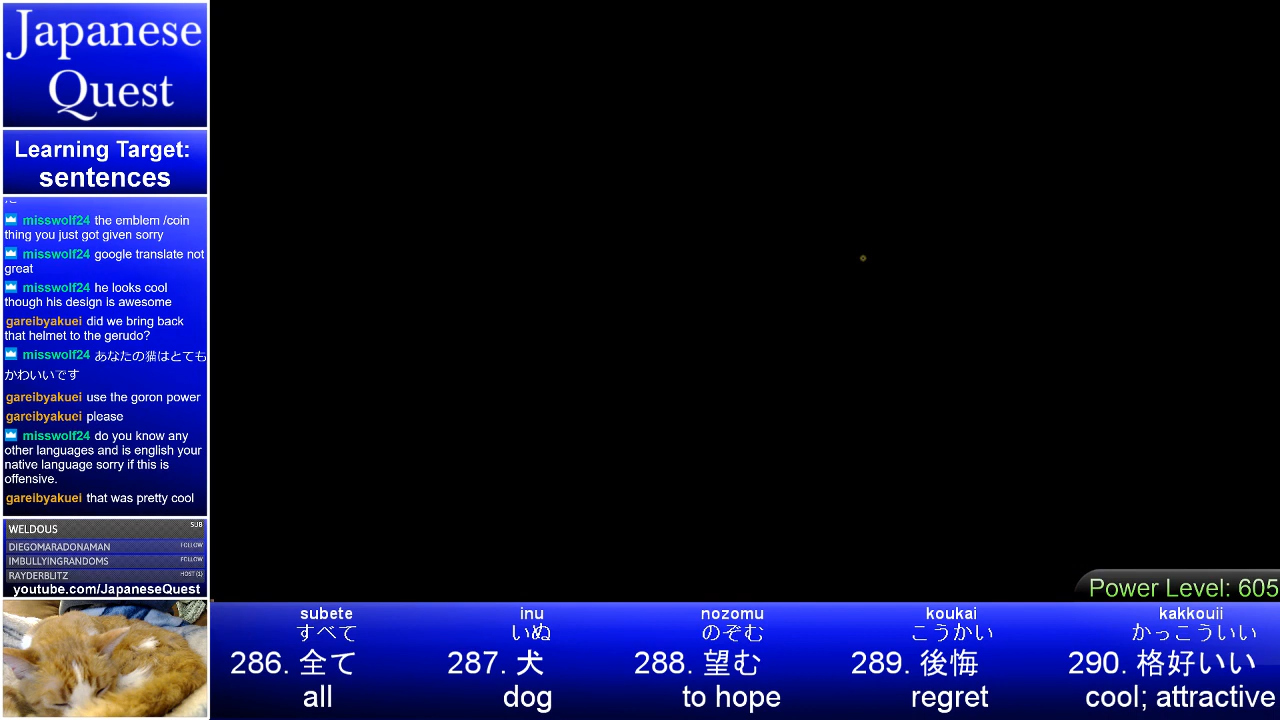 Japanese
Quest
Learning Target:
sentences
misswolf24 the emblem /coin
thing you just got given sorry
misswolf24 google translate not
great
misswolf24 he looks cool
though his design is awesome
gareibyakuei did we bring back
that helmet to the gerudo?
misswolf24 あなたの猫はとても
かわいいです
gareibyakuei use the goron power
gareibyakuei please
misswolf24 do you know any
other languages and is english your
native language sorry if this is
offensive.
gareibyakuei that was pretty cool
WELDOUS SUB
DIEGOMARADONAMAN FOLLOW
IMBULLYINGRANDOMS FOLLOW
RAYDERBLITZ HOST (1)
youtube.com/JapaneseQuest
Power Level: 605
subete inu nozomu koukai kakkouii
すべて いぬ のぞむ こうかい かっこういい
286. 全て 287. 犬 288. 望む 289. 後悔 290. 格好いい
all dog to hope regret cool; attractive